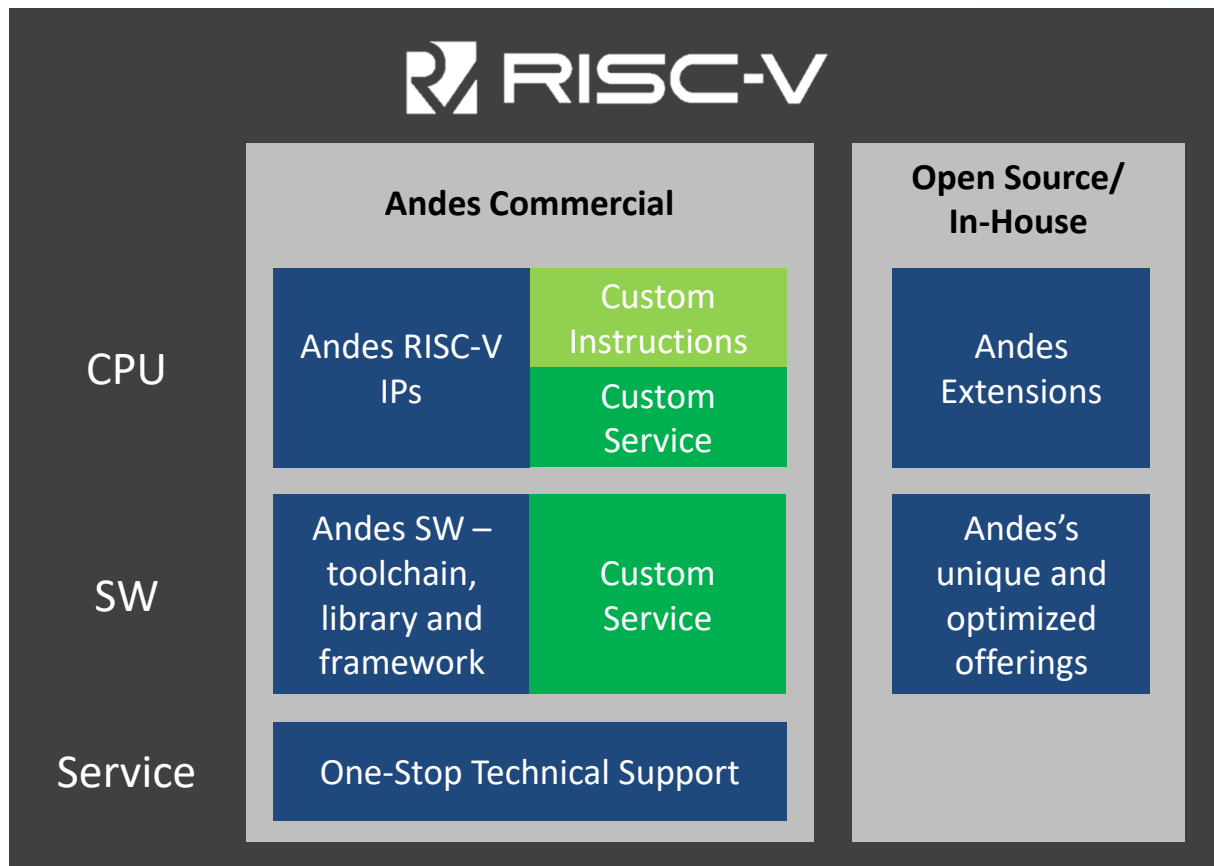 RISC-V
Andes Commercial
Open Source/
In-House
CPU
Andes RISC-V
IPs
Custom
Instructions
Custom
Service
Andes
Extensions
SW
Andes SW –
toolchain,
library and
framework
Custom
Service
Andes's
unique and
optimized
offerings
Service
One-Stop Technical Support